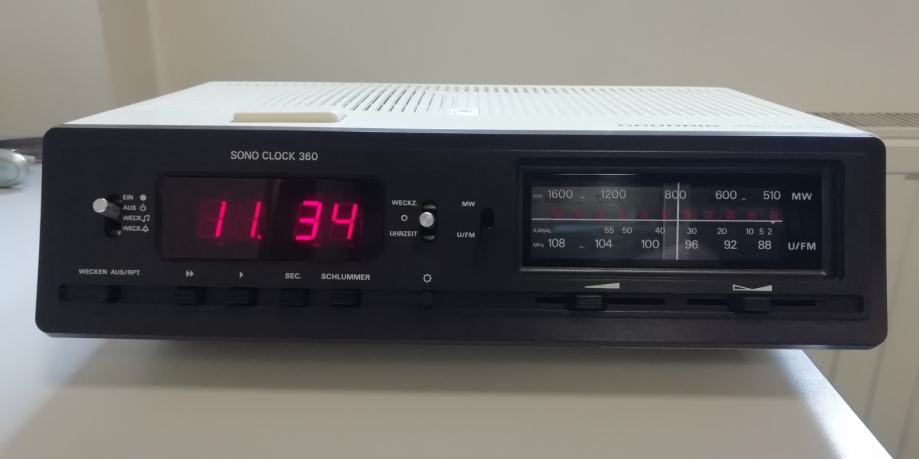 GRUNDIG
SONO CLOCK 360
EIN
AUS
WECK.
WECK.
11.34
WECKZ.
UHRZEIT
MW
U/FM
kHz 1600 1200 800 600 510 MW
KANAL 55 50 40 30 20 10 5 2
MHz 108 104 100 96 92 88 U/FM
WECKEN AUS/RPT.
SEC.
SCHLUMMER